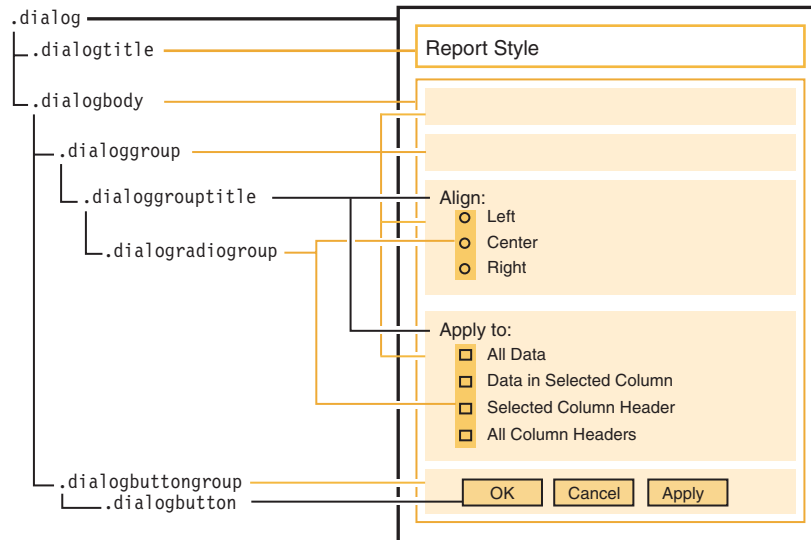 .dialog
.dialogtitle
.dialogbody
.dialoggroup
.dialoggrouptitle
.dialogradiogroup
.dialogbuttongroup
.dialogbutton
Report Style
Align:
Left
Center
Right
Apply to:
All Data
Data in Selected Column
Selected Column Header
All Column Headers
OK Cancel Apply